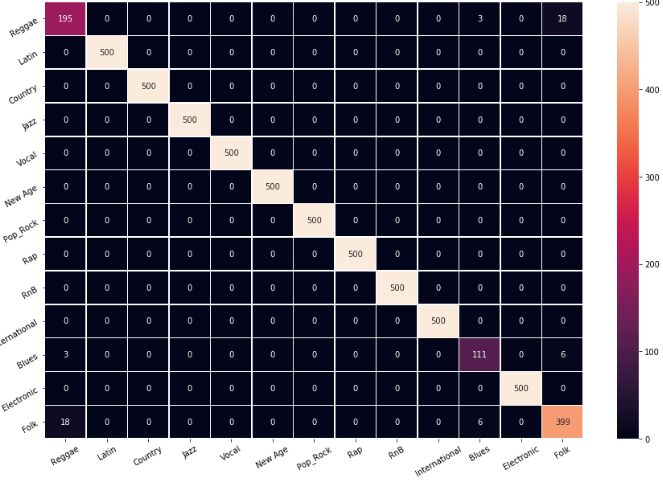 Reggae 195 0 0 0 0 0 0 0 0 0 3 0 18
Latin 0 500 0 0 0 0 0 0 0 0 0 0 0
Country 0 0 500 0 0 0 0 0 0 0 0 0 0
Jazz 0 0 0 500 0 0 0 0 0 0 0 0 0
Vocal 0 0 0 0 500 0 0 0 0 0 0 0 0
New Age 0 0 0 0 0 500 0 0 0 0 0 0 0
Pop_Rock 0 0 0 0 0 0 500 0 0 0 0 0 0
Rap 0 0 0 0 0 0 0 500 0 0 0 0 0
RnB 0 0 0 0 0 0 0 0 500 0 0 0 0
ernational 0 0 0 0 0 0 0 0 0 500 0 0 0
Blues 3 0 0 0 0 0 0 0 0 0 111 0 6
Electronic 0 0 0 0 0 0 0 0 0 0 0 500 0
Folk 18 0 0 0 0 0 0 0 0 0 6 0 399
Reggae Latin Country Jazz Vocal New Age Pop_Rock Rap RnB International Blues Electronic Folk
500
400
300
200
100
0